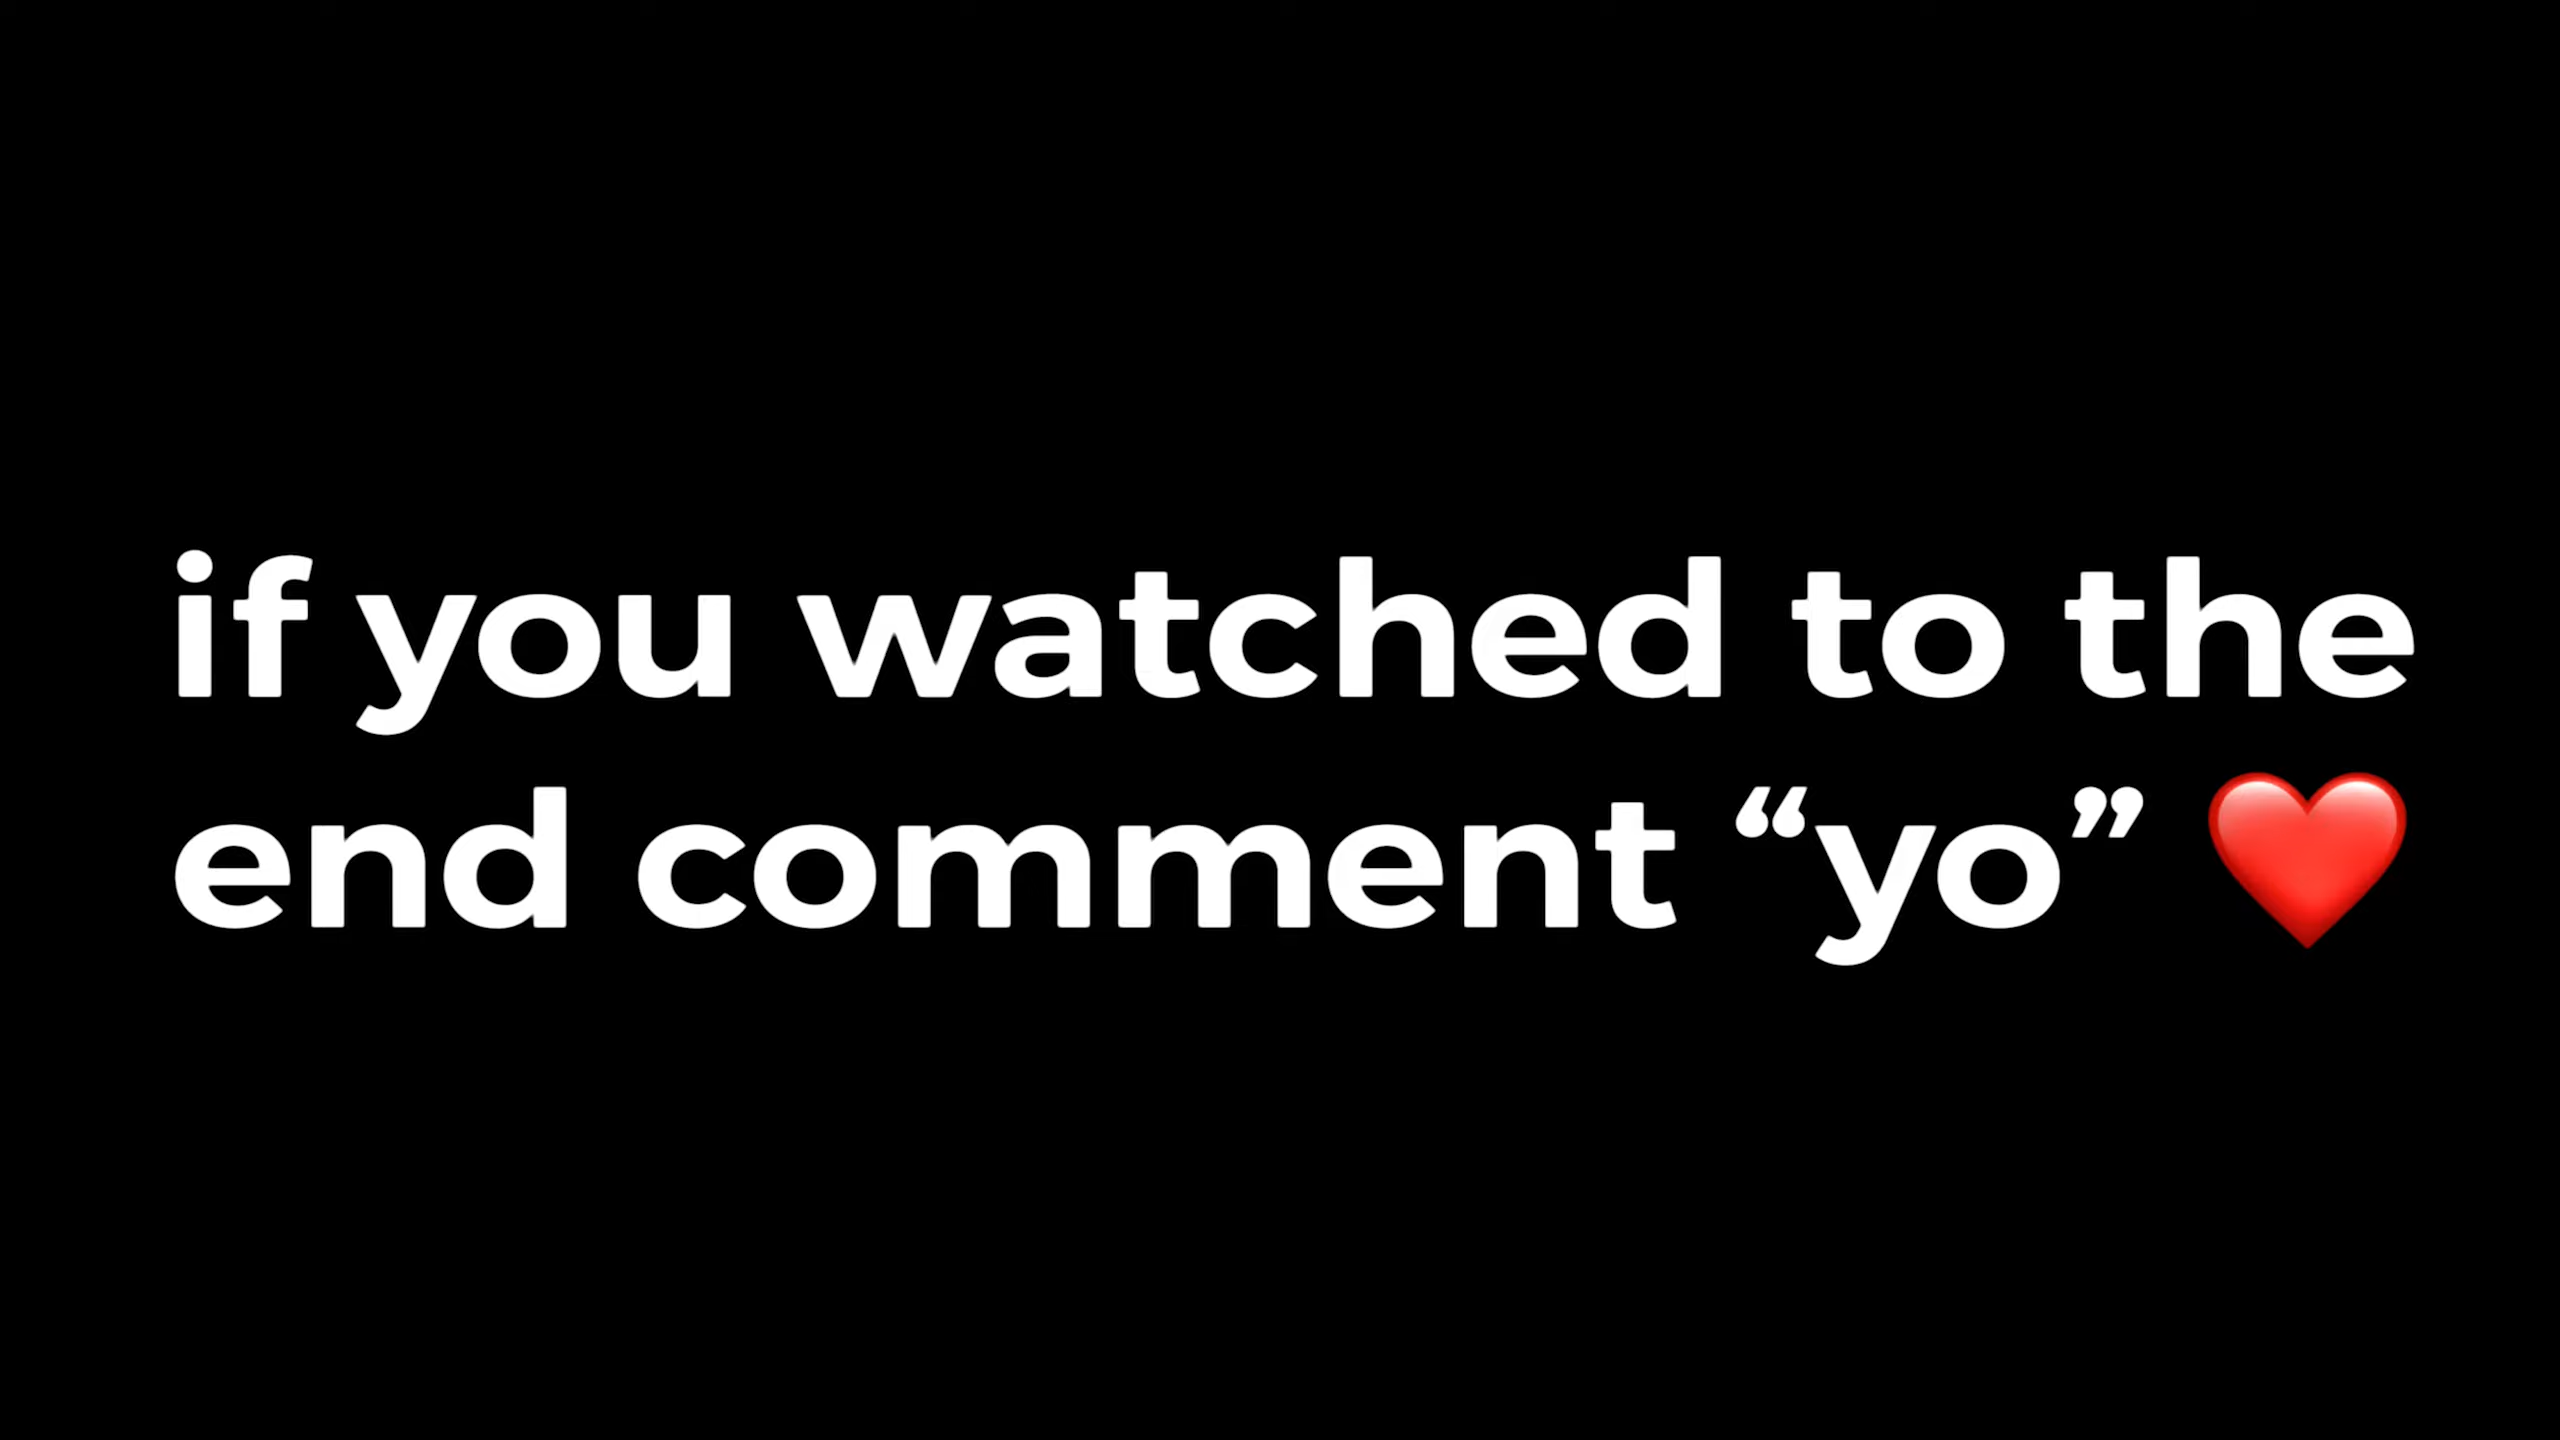 if you watched to the
end comment “yo” ❤️